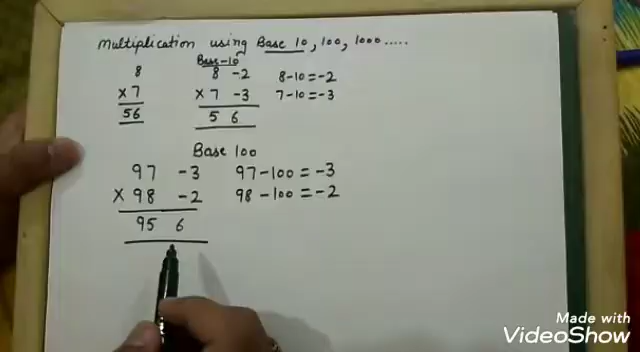 Multiplication using Base 10, 100, 1000.....
Base-10
8 8 -2 8-10=-2
×7 ×7 -3 7-10=-3
56 5 6
Base 100
97 -3 97-100=-3
×98 -2 98-100=-2
95 6
Made with
VideoShow